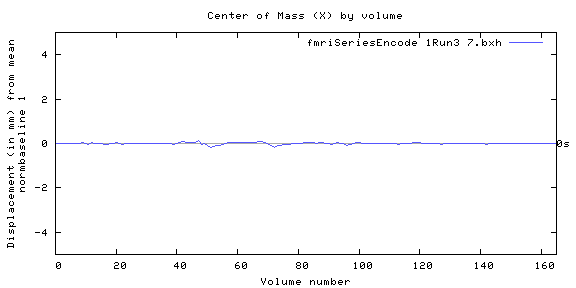 Center of Mass (X) by volume
fmriSeriesEncode 1Run3 7.bxh
Displacement (in mm) from mean
normbaseline 1
4
2
0
-2
-4
0s
0 20 40 60 80 100 120 140 160
Volume number